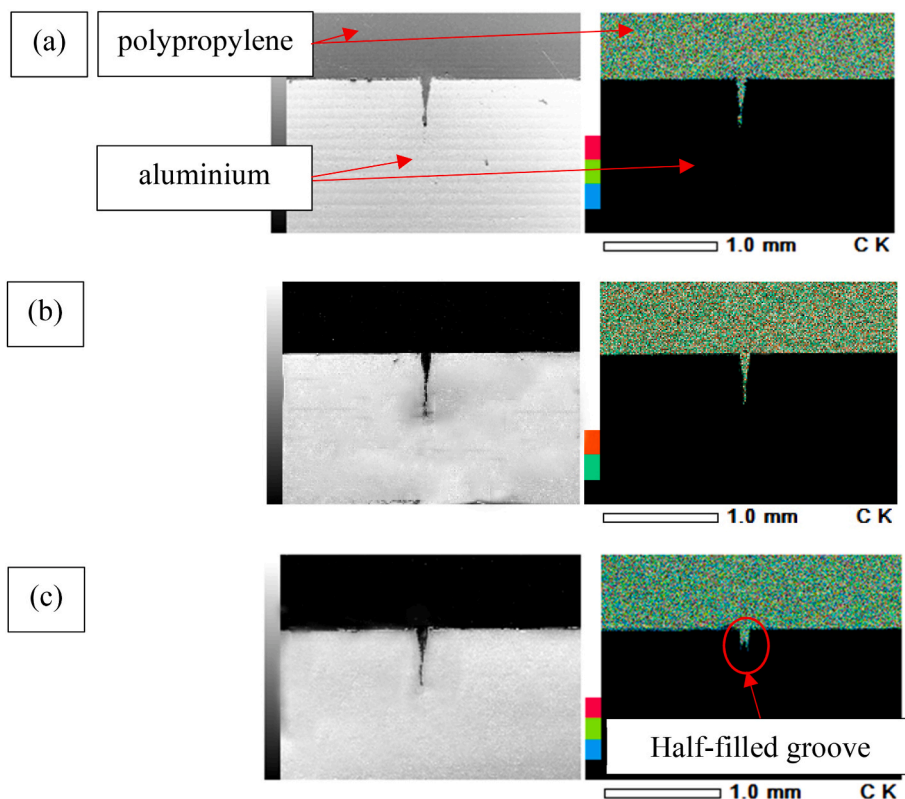 (a)
polypropylene
aluminium
1.0 mm C K
(b)
1.0 mm C K
(c)
Half-filled groove
1.0 mm C K